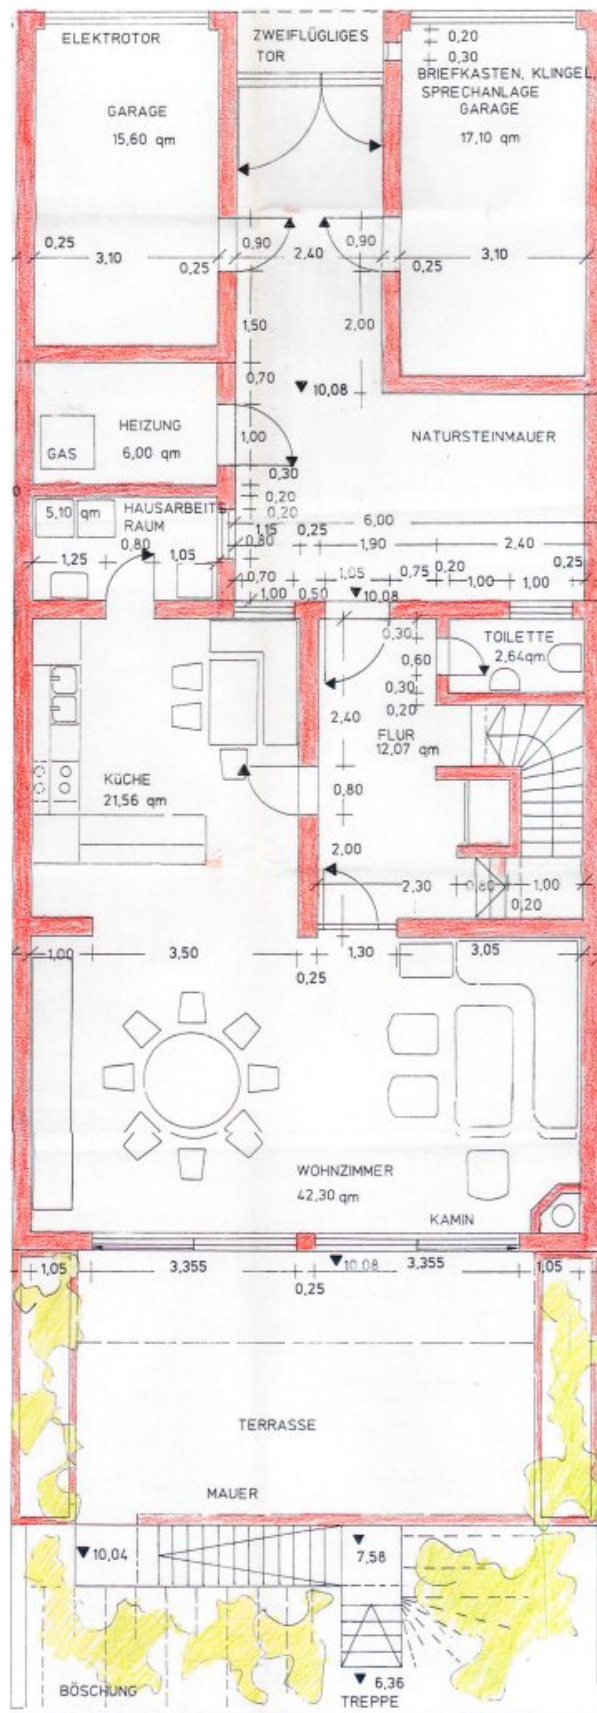 ELEKTROTOR
ZWEIFLÜGLIGES
TOR
0,20
0,30
BRIEFKASTEN, KLINGEL,
SPRECHANLAGE
GARAGE
17,10 qm
GARAGE
15,60 qm
0,25
3,10
0,25
0,90
2,40
0,90
0,25
3,10
1,50
2,00
0,70
10,08
HEIZUNG
6,00 qm
GAS
1,00
0,30
NATURSTEINMAUER
5,10 qm
HAUSARBEITS
RAUM
0,20
0,20
6,00
1,15
0,25
1,25
0,80
1,05
0,80
1,90
2,40
0,20
0,25
0,70
1,00
0,50
1,05
0,75
1,00
1,00
10,08
0,30
TOILETTE
2,64qm
0,60
0,30
0,20
2,40
FLUR
12,07 qm
KüCHE
21,56 qm
0,80
2,00
2,30
0,80
1,00
0,20
1,00
3,50
0,25
1,30
3,05
WOHNZIMMER
42,30 qm
KAMIN
1,05
3,355
0,25
10.08
3,355
1,05
TERRASSE
MAUER
10,04
7,58
BÖSCHUNG
6,36
TREPPE